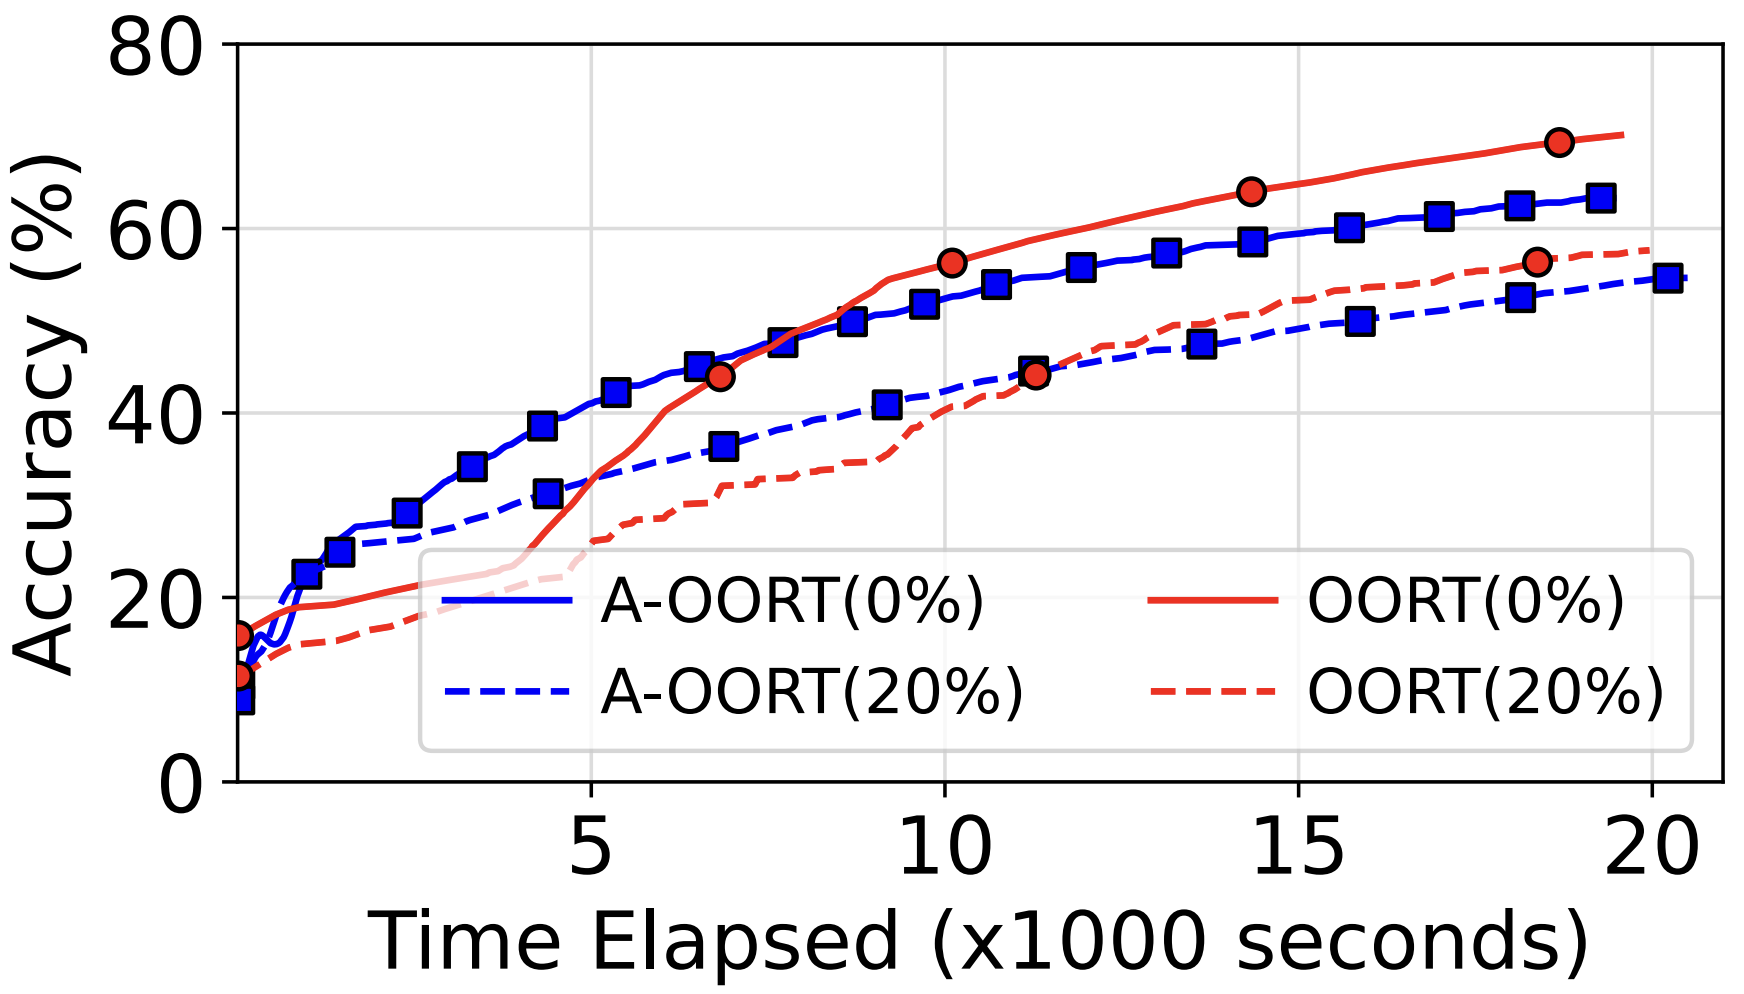 80
60
40
20
0
Accuracy (%)
A-OORT(0%) OORT(0%)
A-OORT(20%) OORT(20%)
5 10 15 20
Time Elapsed (x1000 seconds)